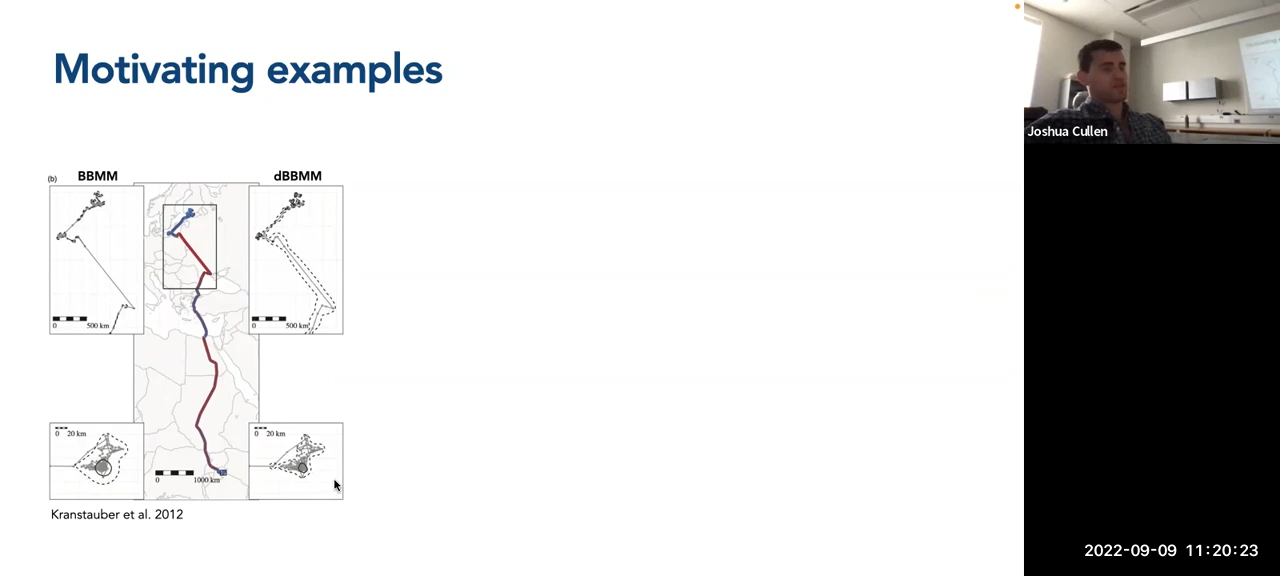 Motivating examples
(b)
BBMM
dBBMM
0 500 km
0 500 km
0 20 km
0 20 km
0 1000 km
Kranstauber et al. 2012
Joshua Cullen
2022-09-09 11:20:23